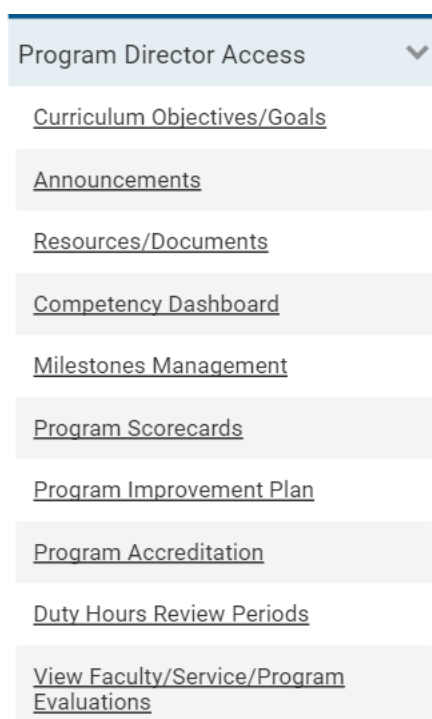 Program Director Access
Curriculum Objectives/Goals
Announcements
Resources/Documents
Competency Dashboard
Milestones Management
Program Scorecards
Program Improvement Plan
Program Accreditation
Duty Hours Review Periods
View Faculty/Service/Program
Evaluations